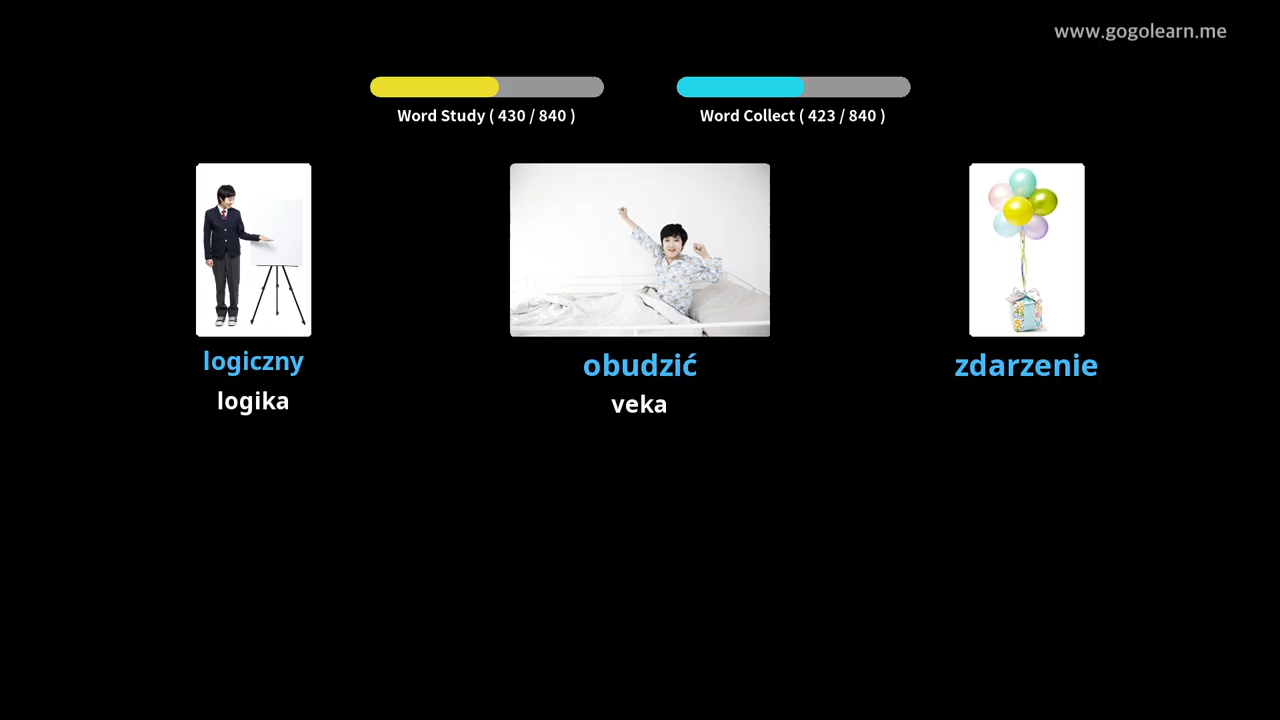 www.gogolearn.me
Word Study ( 430 / 840 )
Word Collect ( 423 / 840 )
logiczny
logika
obudzić
veka
zdarzenie